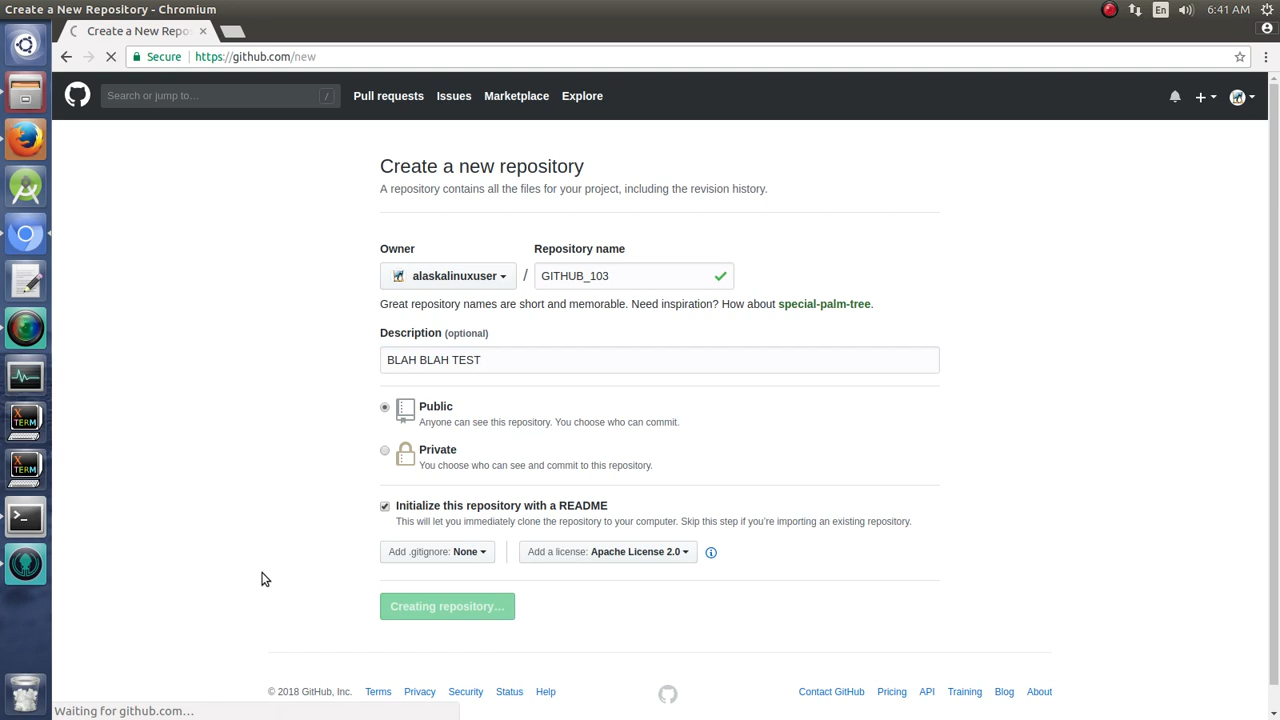 Create a New Repository - Chromium
En
6:41 AM
Create a New Repo
Secure
https://github.com/new
Search or jump to…
/
Pull requests
Issues
Marketplace
Explore
Create a new repository
A repository contains all the files for your project, including the revision history.
Owner
Repository name
alaskalinuxuser
/
GITHUB_103
Great repository names are short and memorable. Need inspiration? How about special-palm-tree.
Description (optional)
BLAH BLAH TEST
Public
Anyone can see this repository. You choose who can commit.
Private
You choose who can see and commit to this repository.
Initialize this repository with a README
This will let you immediately clone the repository to your computer. Skip this step if you’re importing an existing repository.
Add .gitignore: None
Add a license: Apache License 2.0
Creating repository…
© 2018 GitHub, Inc.
Terms
Privacy
Security
Status
Help
Contact GitHub
Pricing
API
Training
Blog
About
Waiting for github.com…
X
TERM
X
TERM